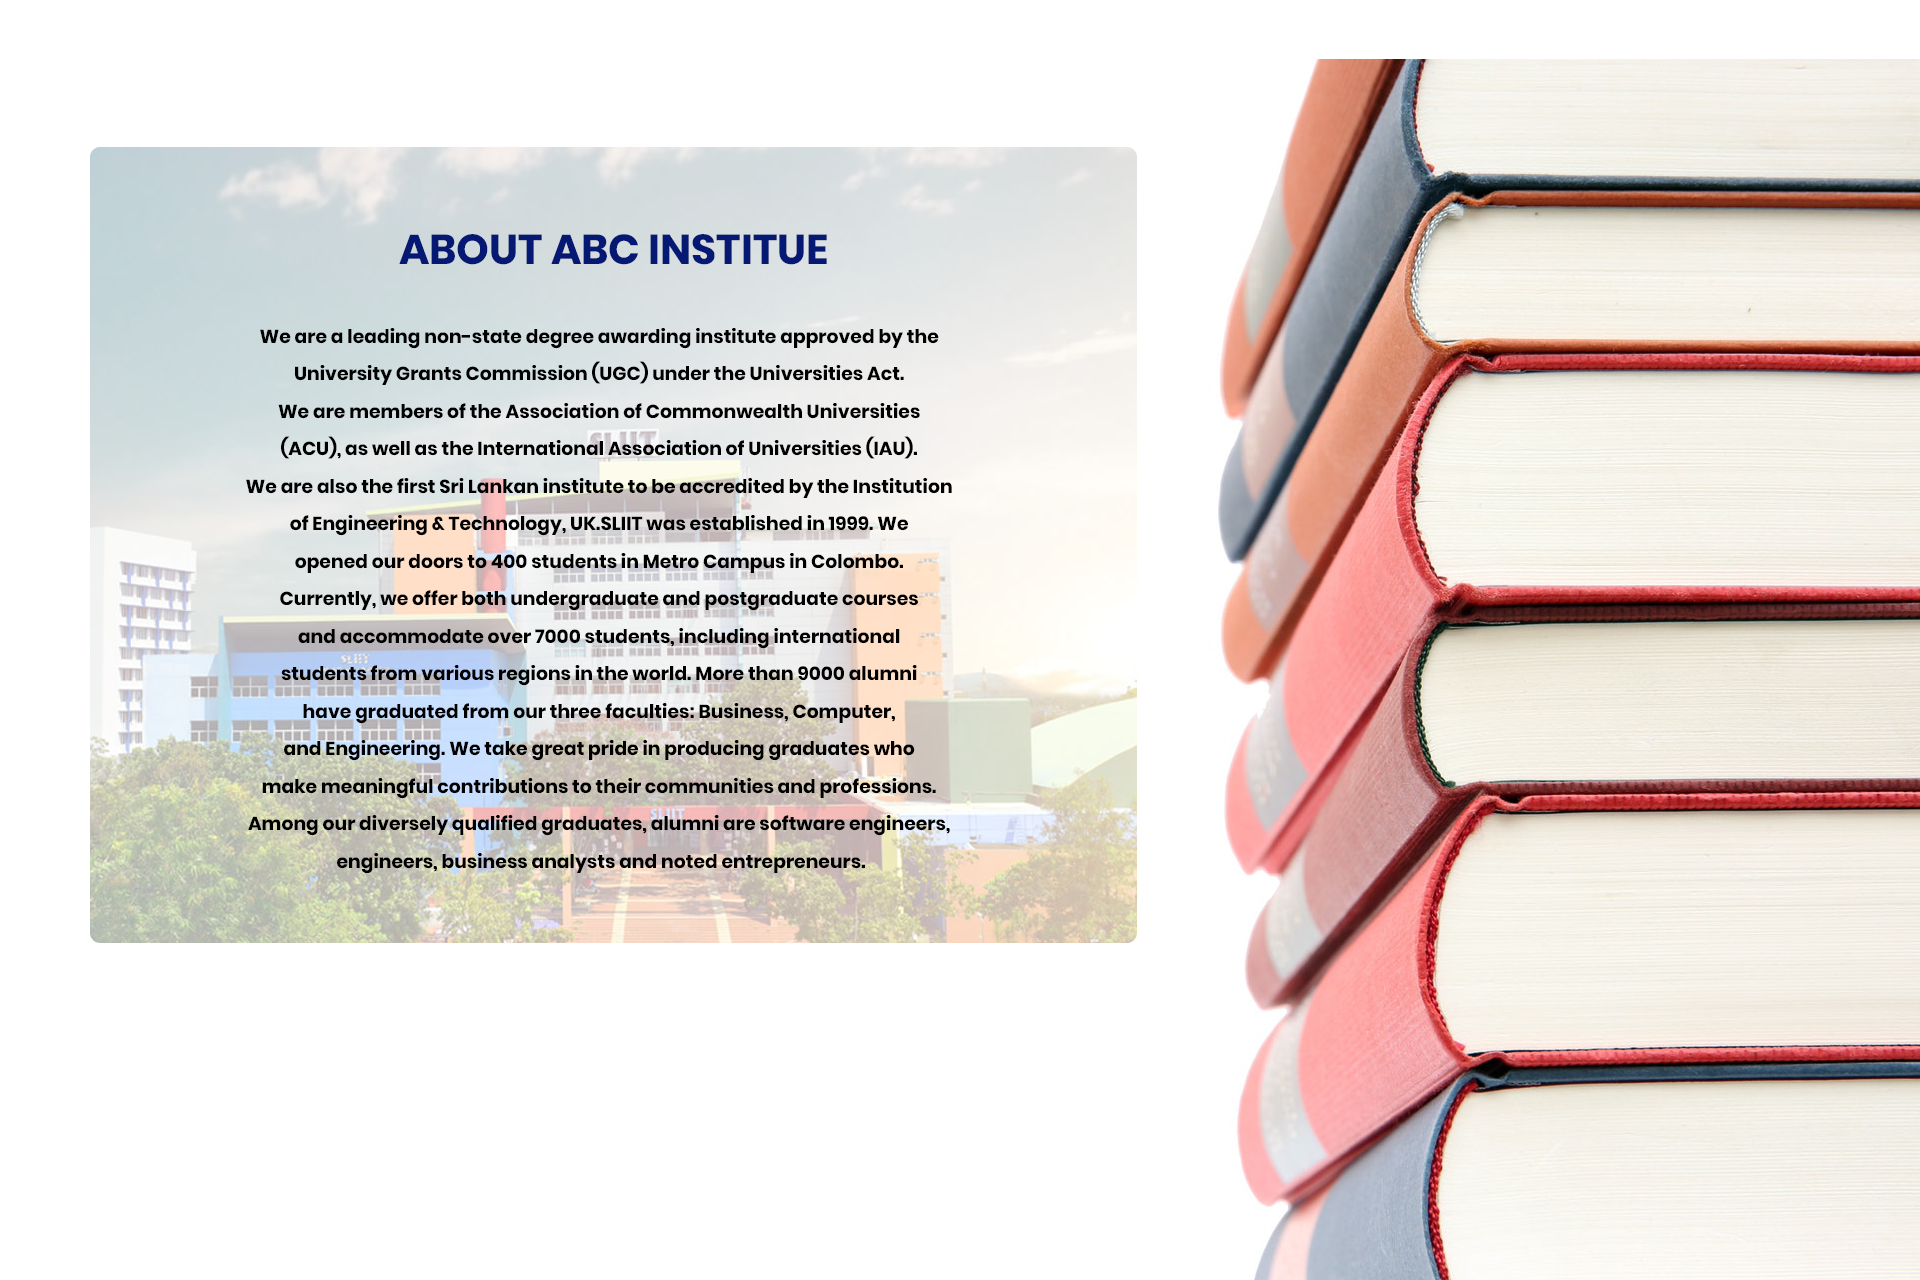 ABOUT ABC INSTITUE
We are a leading non-state degree awarding institute approved by the
University Grants Commission (UGC) under the Universities Act.
We are members of the Association of Commonwealth Universities
SLIIT
(ACU), as well as the International Association of Universities (IAU).
We are also the first Sri Lankan institute to be accredited by the Institution
of Engineering & Technology, UK.SLIIT was established in 1999. We
opened our doors to 400 students in Metro Campus in Colombo.
Currently, we offer both undergraduate and postgraduate courses
and accommodate over 7000 students, including international
SLIIT
students from various regions in the world. More than 9000 alumni
have graduated from our three faculties: Business, Computer,
and Engineering. We take great pride in producing graduates who
make meaningful contributions to their communities and professions.
SLIIT
Among our diversely qualified graduates, alumni are software engineers,
engineers, business analysts and noted entrepreneurs.